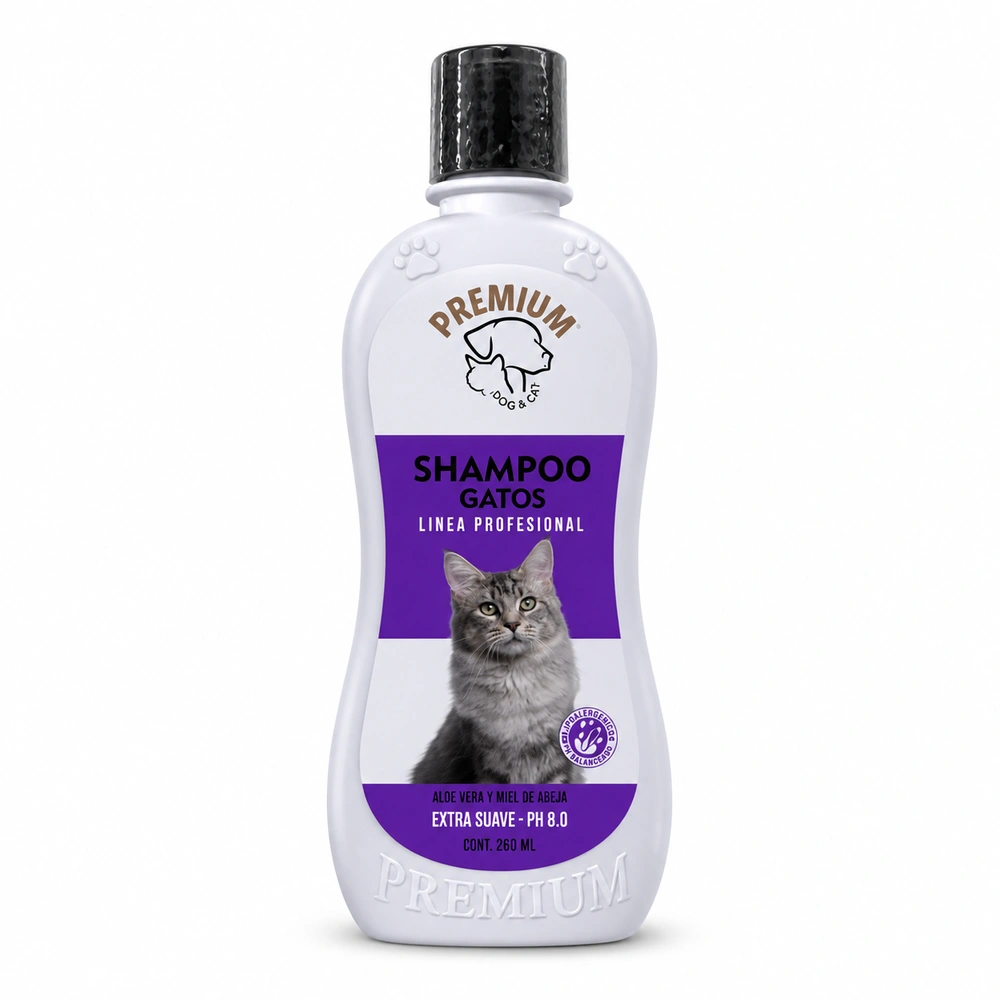 PREMIUM®
DOG & CAT
SHAMPOO
GATOS
LINEA PROFESIONAL
HIPOALERGENICO
PH BALANCEADO
ALOE VERA Y MIEL DE ABEJA
EXTRA SUAVE - PH 8.0
CONT. 260 ML
PREMIUM